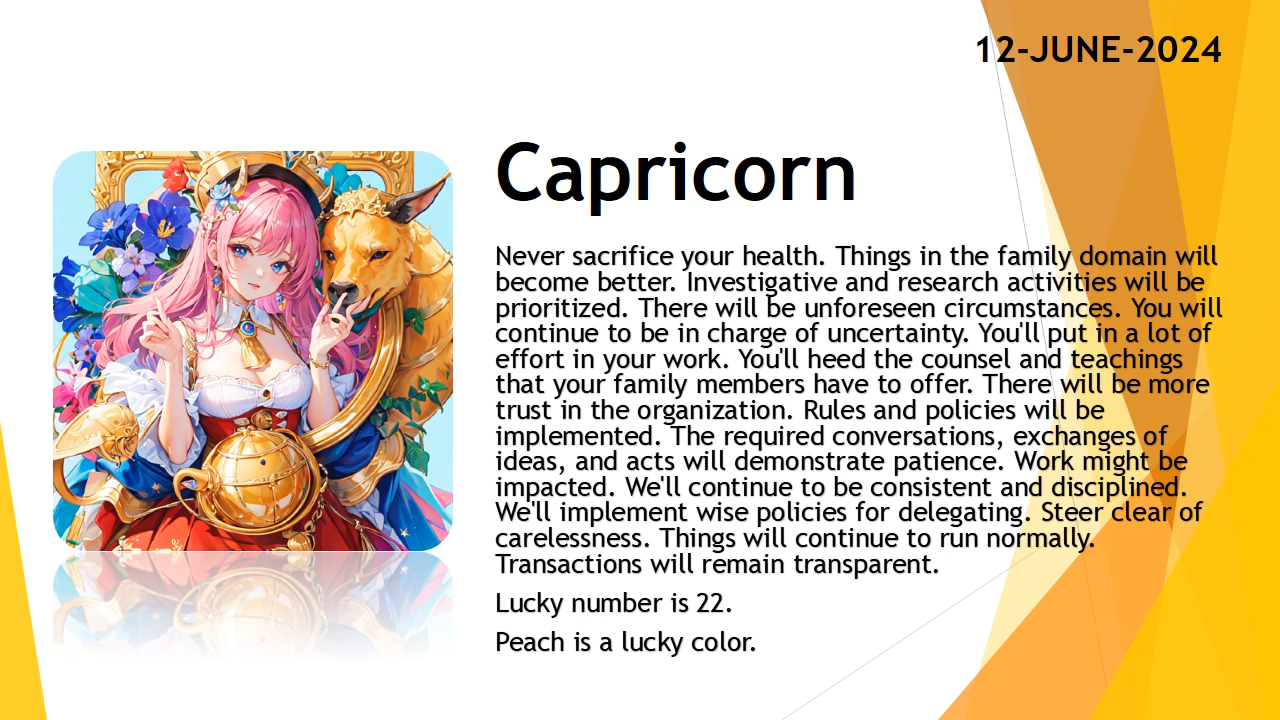 12-JUNE-2024
Capricorn
Never sacrifice your health. Things in the family domain will
become better. Investigative and research activities will be
prioritized. There will be unforeseen circumstances. You will
continue to be in charge of uncertainty. You'll put in a lot of
effort in your work. You'll heed the counsel and teachings
that your family members have to offer. There will be more
trust in the organization. Rules and policies will be
implemented. The required conversations, exchanges of
ideas, and acts will demonstrate patience. Work might be
impacted. We'll continue to be consistent and disciplined.
We'll implement wise policies for delegating. Steer clear of
carelessness. Things will continue to run normally.
Transactions will remain transparent.
Lucky number is 22.
Peach is a lucky color.